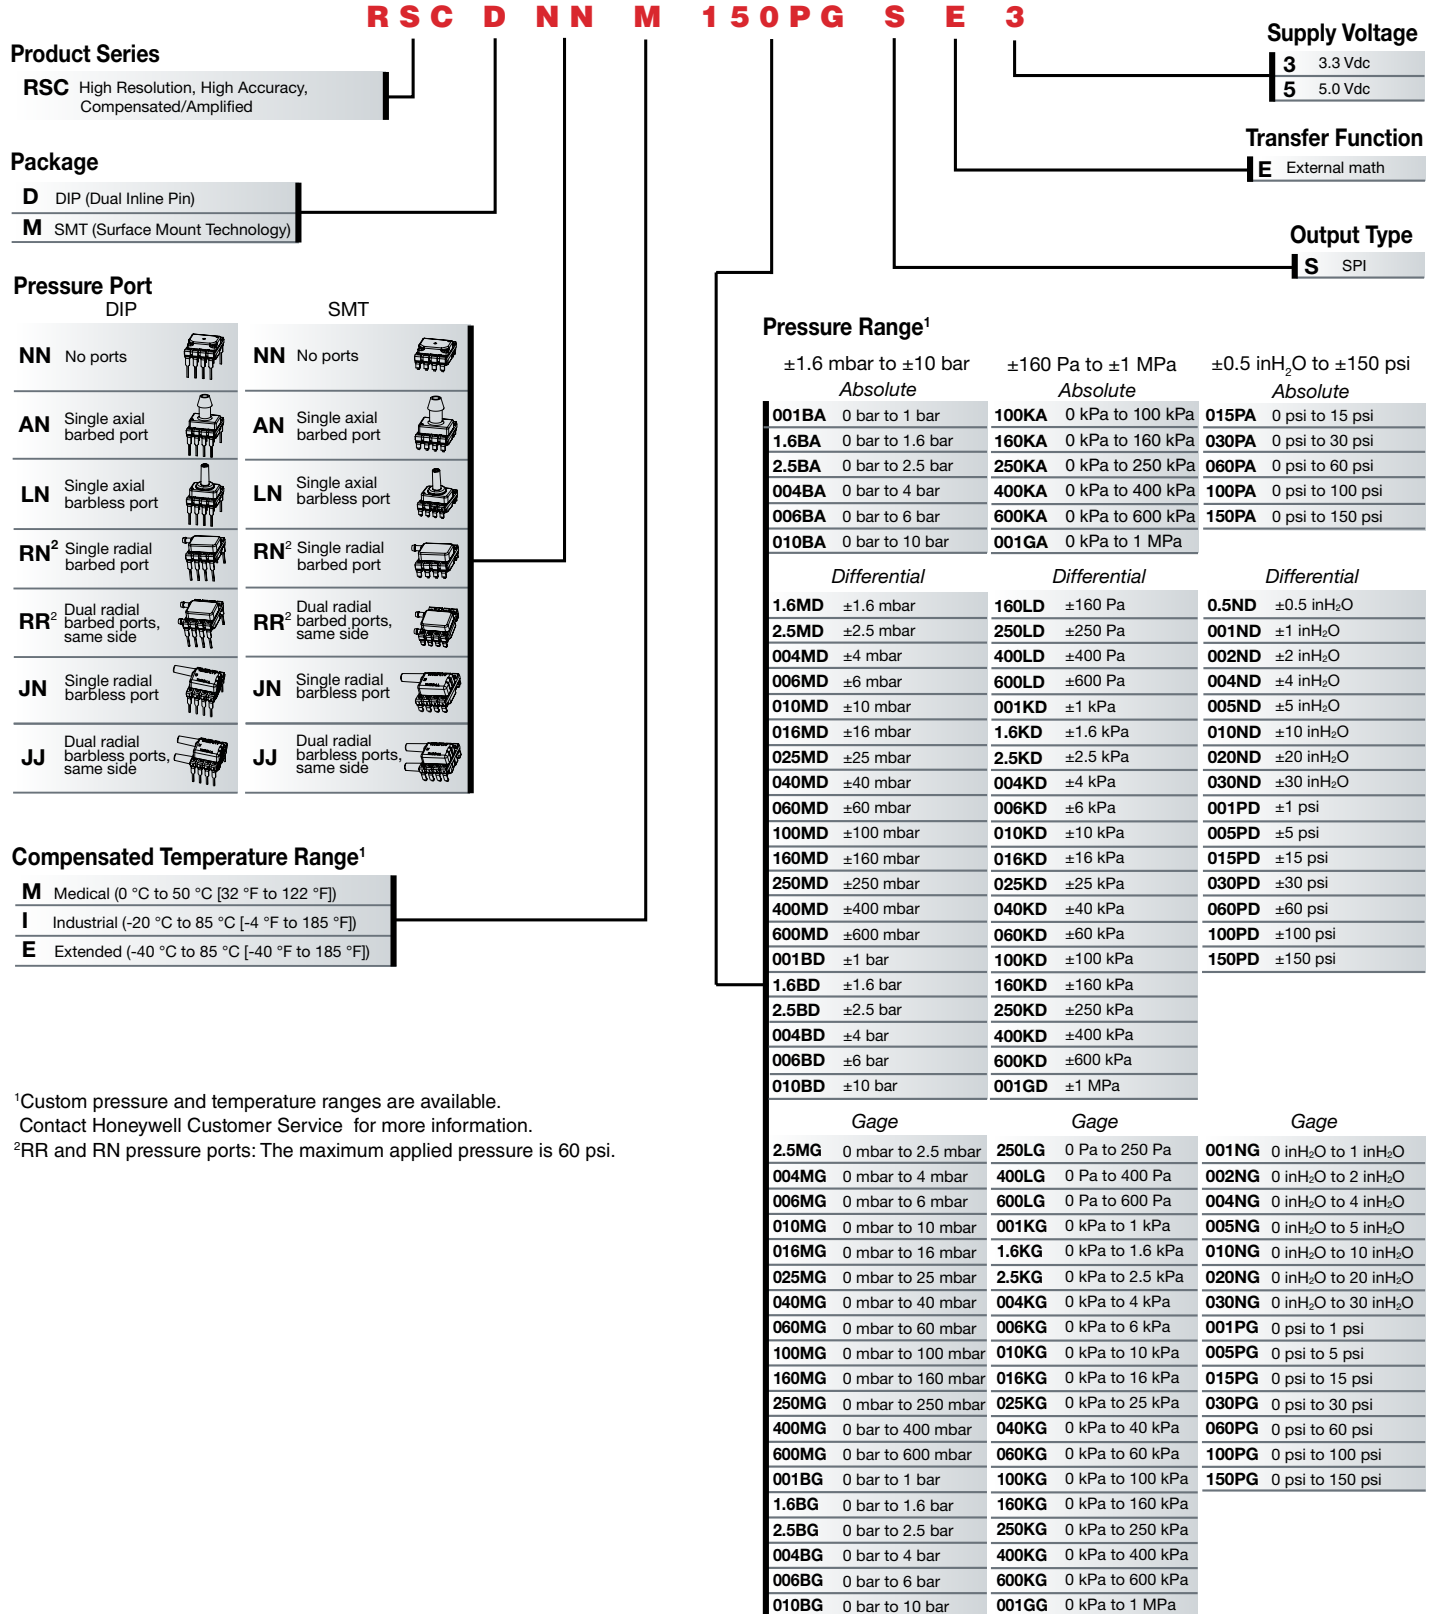 R S C D N N M 1 5 0 P G S E 3
Product Series
RSC High Resolution, High Accuracy,
Compensated/Amplified
Package
D DIP (Dual Inline Pin)
M SMT (Surface Mount Technology)
Pressure Port
DIP SMT
NN No ports NN No ports
AN Single axial barbed port AN Single axial barbed port
LN Single axial barbless port LN Single axial barbless port
RN² Single radial barbed port RN² Single radial barbed port
RR² Dual radial barbed ports, same side RR² Dual radial barbed ports, same side
JN Single radial barbless port JN Single radial barbless port
JJ Dual radial barbless ports, same side JJ Dual radial barbless ports, same side
Compensated Temperature Range¹
M Medical (0 °C to 50 °C [32 °F to 122 °F])
I Industrial (-20 °C to 85 °C [-4 °F to 185 °F])
E Extended (-40 °C to 85 °C [-40 °F to 185 °F])
¹Custom pressure and temperature ranges are available.
Contact Honeywell Customer Service for more information.
²RR and RN pressure ports: The maximum applied pressure is 60 psi.
Supply Voltage
3 3.3 Vdc
5 5.0 Vdc
Transfer Function
E External math
Output Type
S SPI
Pressure Range¹
±1.6 mbar to ±10 bar ±160 Pa to ±1 MPa ±0.5 inH₂O to ±150 psi
Absolute Absolute Absolute
001BA 0 bar to 1 bar 100KA 0 kPa to 100 kPa 015PA 0 psi to 15 psi
1.6BA 0 bar to 1.6 bar 160KA 0 kPa to 160 kPa 030PA 0 psi to 30 psi
2.5BA 0 bar to 2.5 bar 250KA 0 kPa to 250 kPa 060PA 0 psi to 60 psi
004BA 0 bar to 4 bar 400KA 0 kPa to 400 kPa 100PA 0 psi to 100 psi
006BA 0 bar to 6 bar 600KA 0 kPa to 600 kPa 150PA 0 psi to 150 psi
010BA 0 bar to 10 bar 001GA 0 kPa to 1 MPa
Differential Differential Differential
1.6MD ±1.6 mbar 160LD ±160 Pa 0.5ND ±0.5 inH₂O
2.5MD ±2.5 mbar 250LD ±250 Pa 001ND ±1 inH₂O
004MD ±4 mbar 400LD ±400 Pa 002ND ±2 inH₂O
006MD ±6 mbar 600LD ±600 Pa 004ND ±4 inH₂O
010MD ±10 mbar 001KD ±1 kPa 005ND ±5 inH₂O
016MD ±16 mbar 1.6KD ±1.6 kPa 010ND ±10 inH₂O
025MD ±25 mbar 2.5KD ±2.5 kPa 020ND ±20 inH₂O
040MD ±40 mbar 004KD ±4 kPa 030ND ±30 inH₂O
060MD ±60 mbar 006KD ±6 kPa 001PD ±1 psi
100MD ±100 mbar 010KD ±10 kPa 005PD ±5 psi
160MD ±160 mbar 016KD ±16 kPa 015PD ±15 psi
250MD ±250 mbar 025KD ±25 kPa 030PD ±30 psi
400MD ±400 mbar 040KD ±40 kPa 060PD ±60 psi
600MD ±600 mbar 060KD ±60 kPa 100PD ±100 psi
001BD ±1 bar 100KD ±100 kPa 150PD ±150 psi
1.6BD ±1.6 bar 160KD ±160 kPa
2.5BD ±2.5 bar 250KD ±250 kPa
004BD ±4 bar 400KD ±400 kPa
006BD ±6 bar 600KD ±600 kPa
010BD ±10 bar 001GD ±1 MPa
Gage Gage Gage
2.5MG 0 mbar to 2.5 mbar 250LG 0 Pa to 250 Pa 001NG 0 inH₂O to 1 inH₂O
004MG 0 mbar to 4 mbar 400LG 0 Pa to 400 Pa 002NG 0 inH₂O to 2 inH₂O
006MG 0 mbar to 6 mbar 600LG 0 Pa to 600 Pa 004NG 0 inH₂O to 4 inH₂O
010MG 0 mbar to 10 mbar 001KG 0 kPa to 1 kPa 005NG 0 inH₂O to 5 inH₂O
016MG 0 mbar to 16 mbar 1.6KG 0 kPa to 1.6 kPa 010NG 0 inH₂O to 10 inH₂O
025MG 0 mbar to 25 mbar 2.5KG 0 kPa to 2.5 kPa 020NG 0 inH₂O to 20 inH₂O
040MG 0 mbar to 40 mbar 004KG 0 kPa to 4 kPa 030NG 0 inH₂O to 30 inH₂O
060MG 0 mbar to 60 mbar 006KG 0 kPa to 6 kPa 001PG 0 psi to 1 psi
100MG 0 mbar to 100 mbar 010KG 0 kPa to 10 kPa 005PG 0 psi to 5 psi
160MG 0 mbar to 160 mbar 016KG 0 kPa to 16 kPa 015PG 0 psi to 15 psi
250MG 0 mbar to 250 mbar 025KG 0 kPa to 25 kPa 030PG 0 psi to 30 psi
400MG 0 bar to 400 mbar 040KG 0 kPa to 40 kPa 060PG 0 psi to 60 psi
600MG 0 bar to 600 mbar 060KG 0 kPa to 60 kPa 100PG 0 psi to 100 psi
001BG 0 bar to 1 bar 100KG 0 kPa to 100 kPa 150PG 0 psi to 150 psi
1.6BG 0 bar to 1.6 bar 160KG 0 kPa to 160 kPa
2.5BG 0 bar to 2.5 bar 250KG 0 kPa to 250 kPa
004BG 0 bar to 4 bar 400KG 0 kPa to 400 kPa
006BG 0 bar to 6 bar 600KG 0 kPa to 600 kPa
010BG 0 bar to 10 bar 001GG 0 kPa to 1 MPa